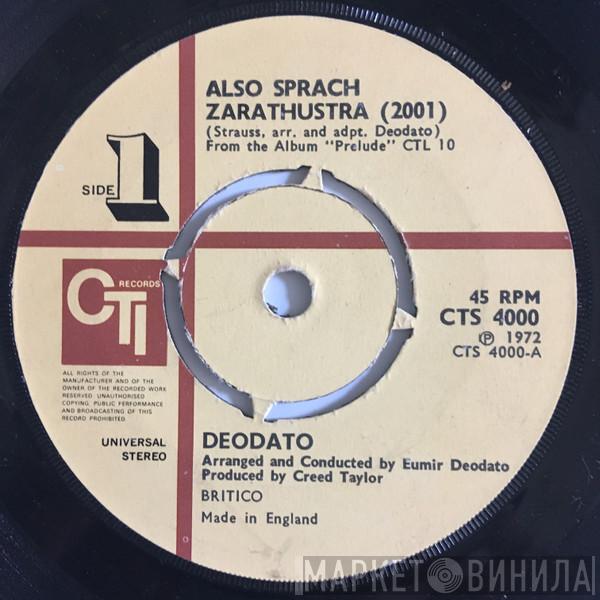 ALSO SPRACH
ZARATHUSTRA (2001)
(Strauss, arr. and adpt. Deodato)
From the Album "Prelude" CTL 10
SIDE 1
RECORDS
CTI
45 RPM
CTS 4000
℗ 1972
CTS 4000-A
ALL RIGHTS OF THE
MANUFACTURER AND OF THE
OWNER OF THE RECORDED WORK
RESERVED. UNAUTHORISED
COPYING, PUBLIC PERFORMANCE
AND BROADCASTING OF THIS
RECORD PROHIBITED.
UNIVERSAL
STEREO
DEODATO
Arranged and Conducted by Eumir Deodato
Produced by Creed Taylor
BRITICO
Made in England
МАРКЕТ ВИНИЛА